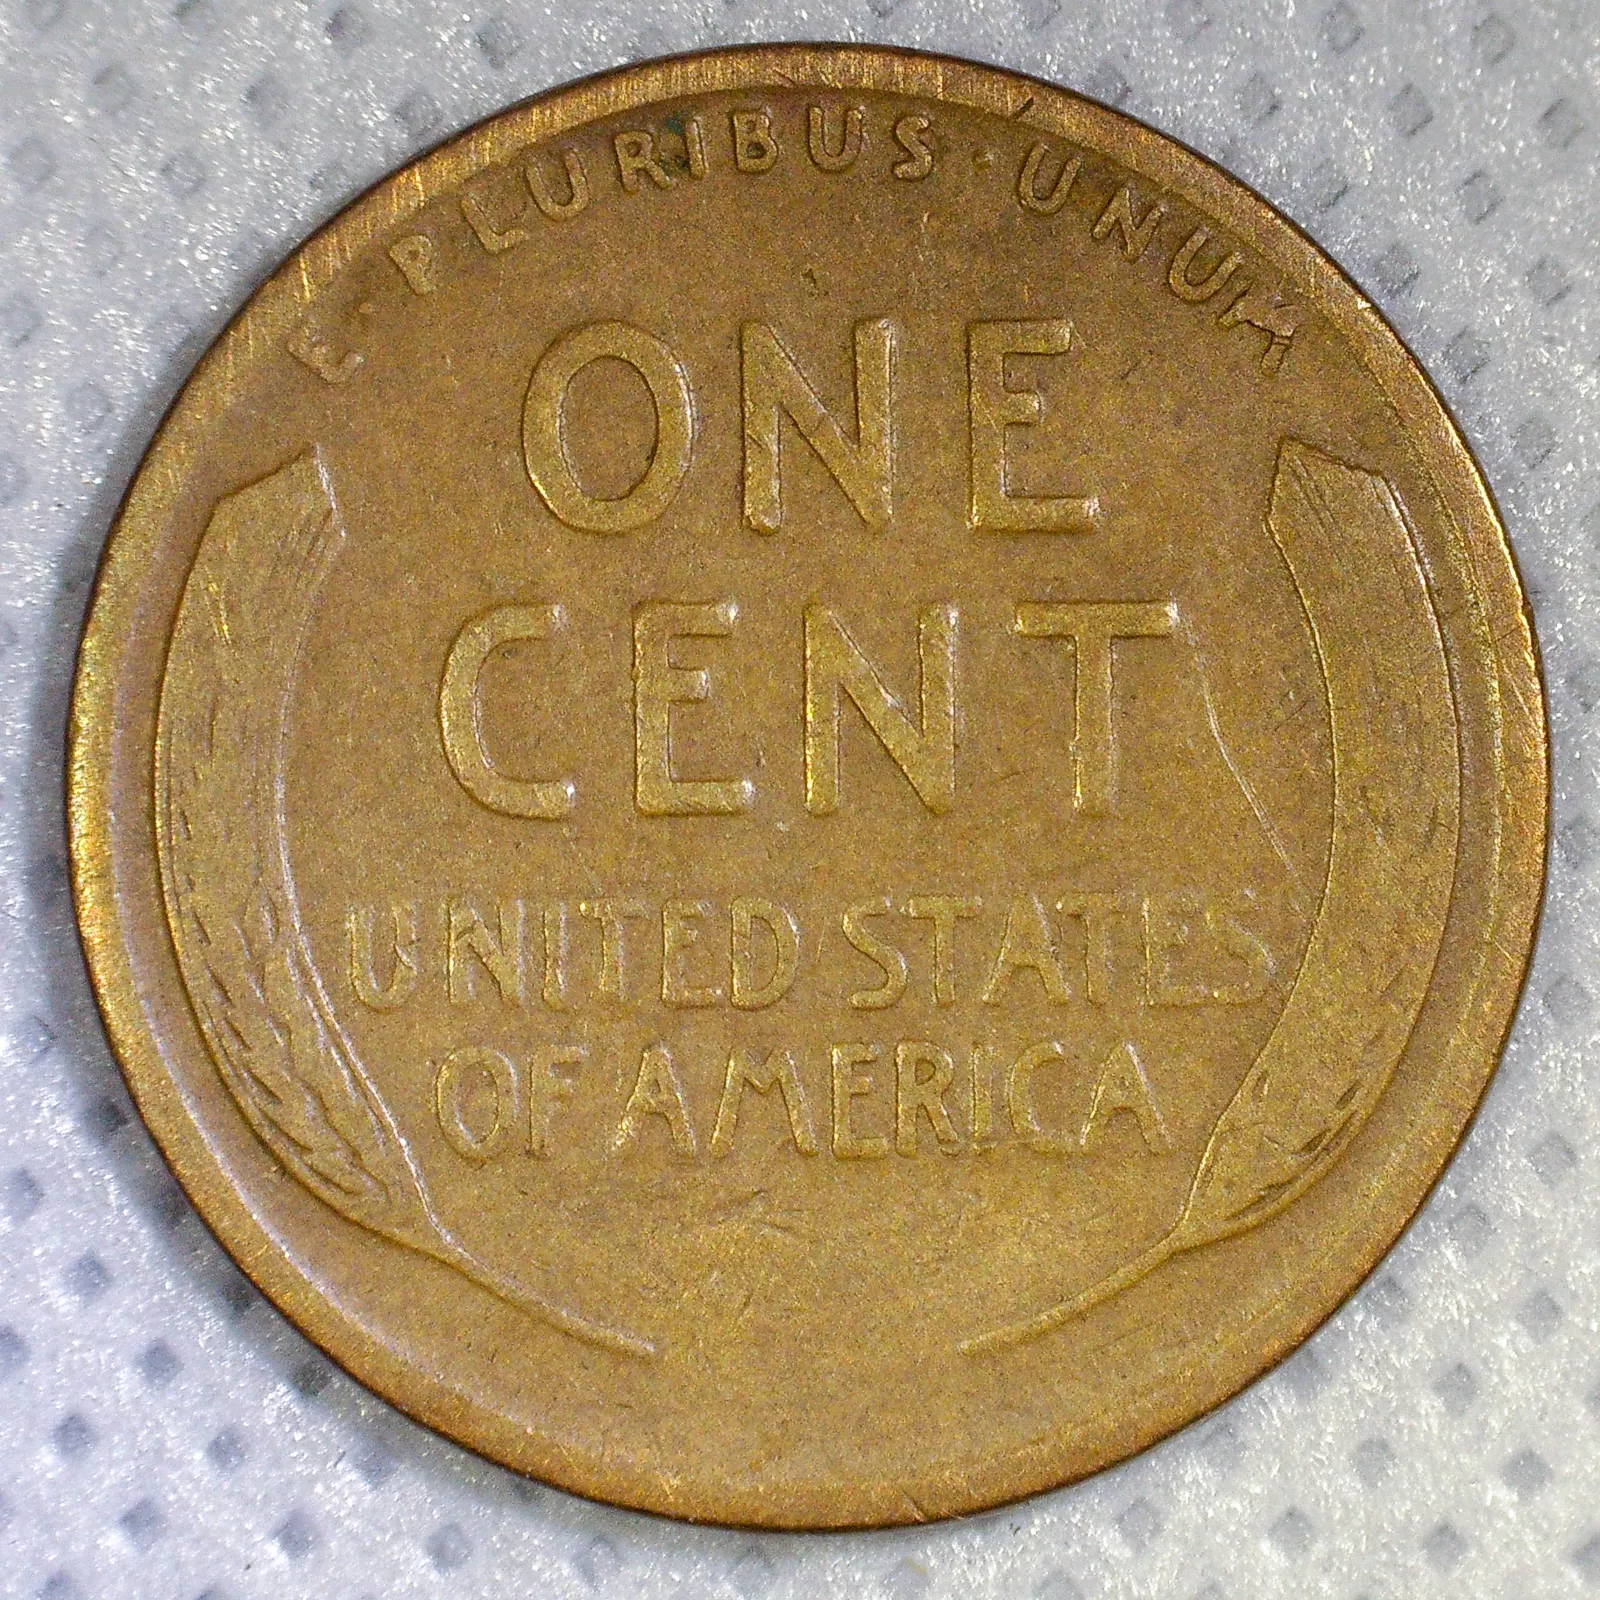 E·PLURIBUS·UNUM
ONE
CENT
UNITED STATES
OF AMERICA